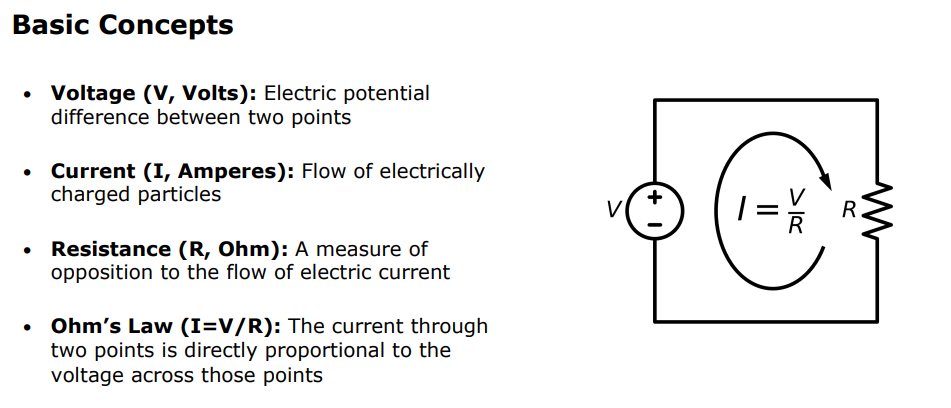 Basic Concepts
• Voltage (V, Volts): Electric potential
difference between two points
• Current (I, Amperes): Flow of electrically
charged particles
• Resistance (R, Ohm): A measure of
opposition to the flow of electric current
• Ohm’s Law (I=V/R): The current through
two points is directly proportional to the
voltage across those points
V
+
−
I = V/R
R